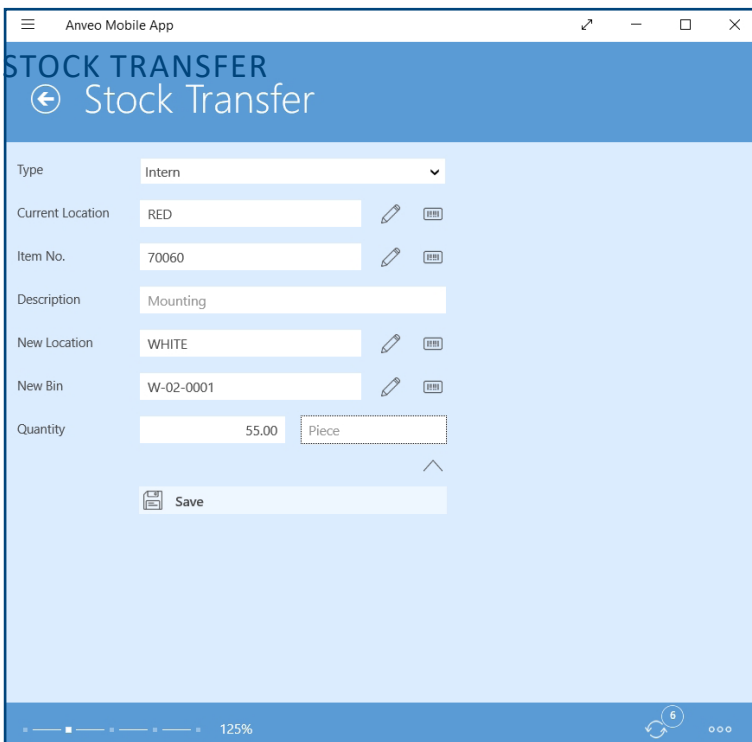 Anveo Mobile App
STOCK TRANSFER
Stock Transfer
Type Intern
Current Location RED
Item No. 70060
Description Mounting
New Location WHITE
New Bin W-02-0001
Quantity 55.00 Piece
Save
125% 6